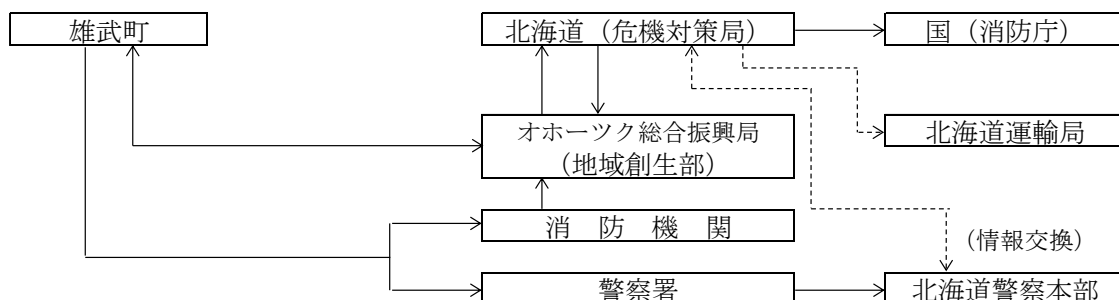 雄武町
北海道（危機対策局）
国（消防庁）
オホーツク総合振興局
（地域創生部）
北海道運輸局
消　防　機　関
（情報交換）
警察署
北海道警察本部